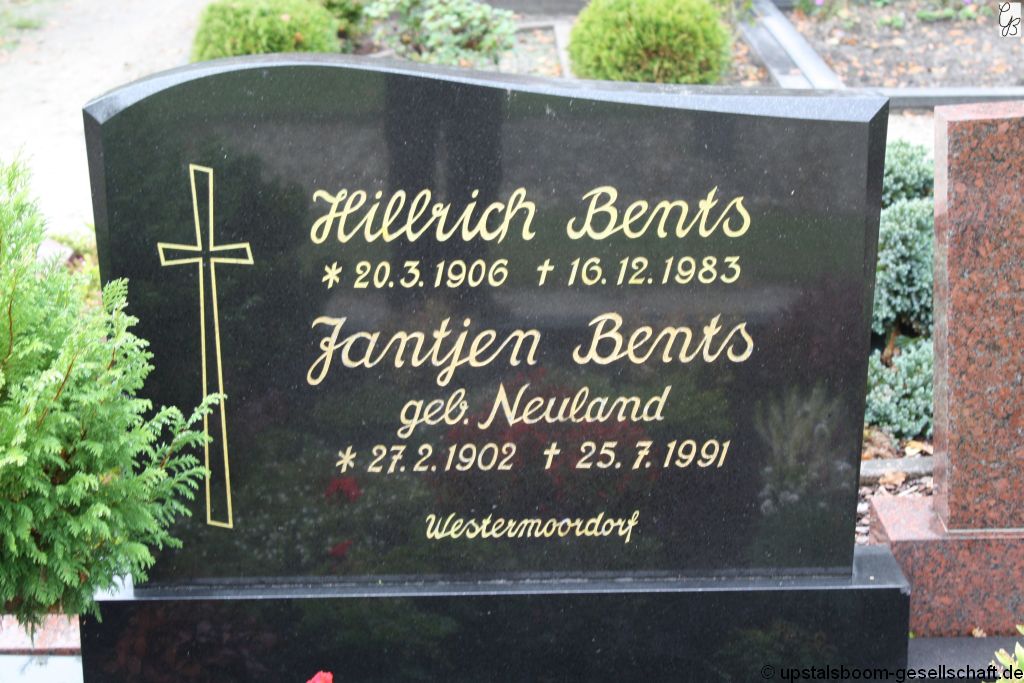 Hillrich Bents
* 20.3.1906 † 16.12.1983
Jantjen Bents
geb. Neuland
* 27.2.1902 † 25.7.1991
Westermoordorf
© upstalsboom-gesellschaft.de